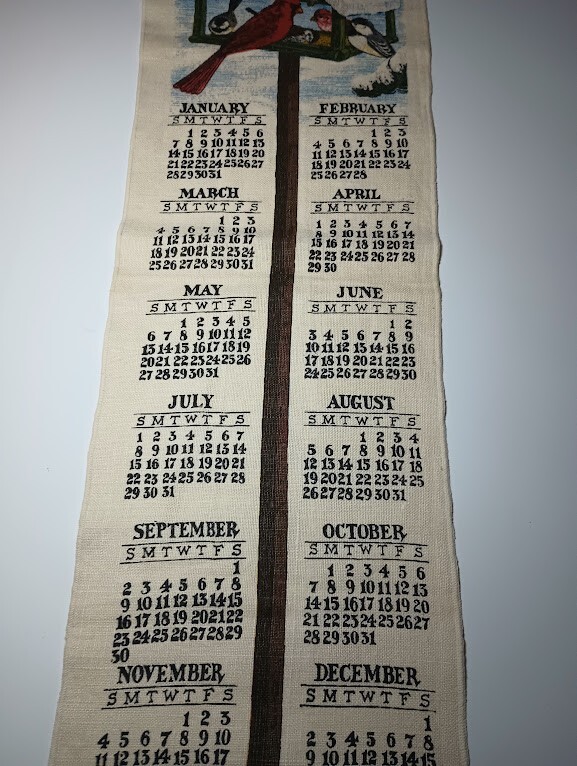 JANUARY
S M T W T F S
1 2 3 4 5 6
7 8 9 10 11 12 13
14 15 16 17 18 19 20
21 22 23 24 25 26 27
28 29 30 31
FEBRUARY
S M T W T F S
1 2 3
4 5 6 7 8 9 10
11 12 13 14 15 16 17
18 19 20 21 22 23 24
25 26 27 28
MARCH
S M T W T F S
1 2 3
4 5 6 7 8 9 10
11 12 13 14 15 16 17
18 19 20 21 22 23 24
25 26 27 28 29 30 31
APRIL
S M T W T F S
1 2 3 4 5 6 7
8 9 10 11 12 13 14
15 16 17 18 19 20 21
22 23 24 25 26 27 28
29 30
MAY
S M T W T F S
1 2 3 4 5
6 7 8 9 10 11 12
13 14 15 16 17 18 19
20 21 22 23 24 25 26
27 28 29 30 31
JUNE
S M T W T F S
1 2
3 4 5 6 7 8 9
10 11 12 13 14 15 16
17 18 19 20 21 22 23
24 25 26 27 28 29 30
JULY
S M T W T F S
1 2 3 4 5 6 7
8 9 10 11 12 13 14
15 16 17 18 19 20 21
22 23 24 25 26 27 28
29 30 31
AUGUST
S M T W T F S
1 2 3 4
5 6 7 8 9 10 11
12 13 14 15 16 17 18
19 20 21 22 23 24 25
26 27 28 29 30 31
SEPTEMBER
S M T W T F S
1
2 3 4 5 6 7 8
9 10 11 12 13 14 15
16 17 18 19 20 21 22
23 24 25 26 27 28 29
30
OCTOBER
S M T W T F S
1 2 3 4 5 6
7 8 9 10 11 12 13
14 15 16 17 18 19 20
21 22 23 24 25 26 27
28 29 30 31
NOVEMBER
S M T W T F S
1 2 3
4 5 6 7 8 9 10
11 12 13 14 15 16 17
DECEMBER
S M T W T F S
1
2 3 4 5 6 7 8
9 10 11 12 13 14 15